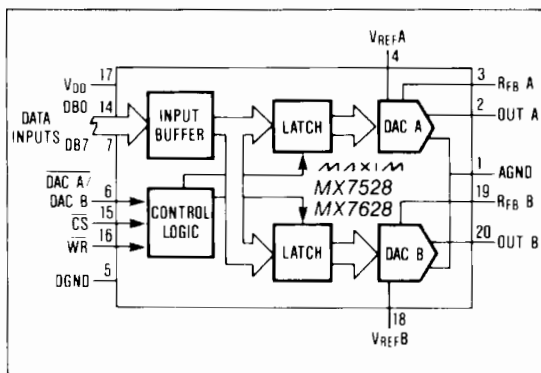 VREFA
4
17
VDD
3
RFB A
DATA
INPUTS
DB0
14
DB7
7
INPUT
BUFFER
LATCH
DAC A
2
OUT A
1
AGND
MAXIM
MX7528
MX7628
DAC A/
DAC B
6
CS
15
WR
16
CONTROL
LOGIC
19
RFB B
LATCH
DAC B
20
OUT B
DGND
5
18
VREFB